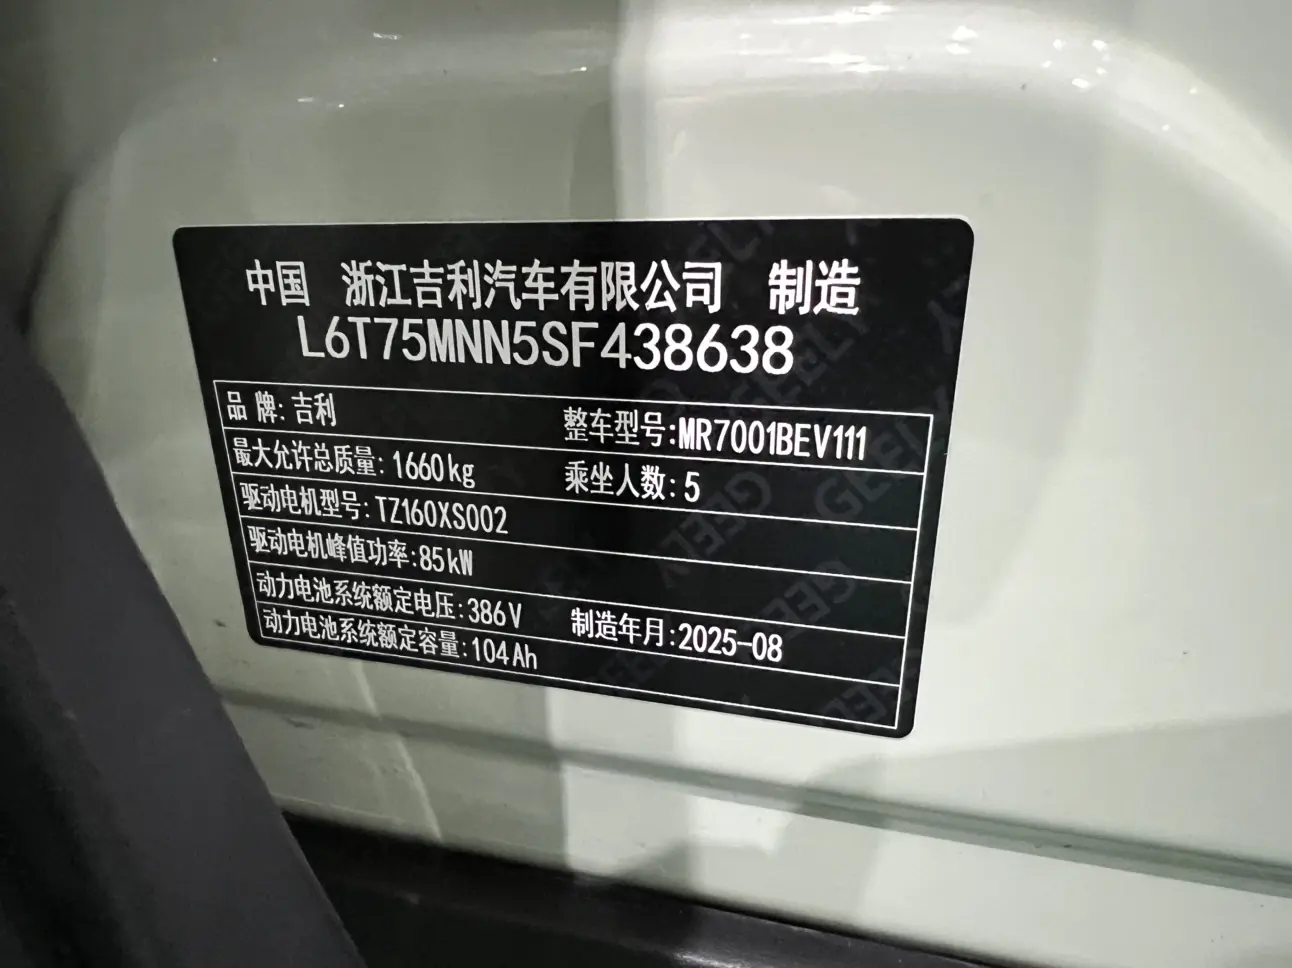 中国 浙江吉利汽车有限公司 制造
L6T75MNN5SF438638
品牌:吉利 整车型号:MR7001BEV111
最大允许总质量:1660kg 乘坐人数:5
驱动电机型号:TZ160XS002
驱动电机峰值功率:85kW
动力电池系统额定电压:386V 制造年月:2025-08
动力电池系统额定容量:104Ah